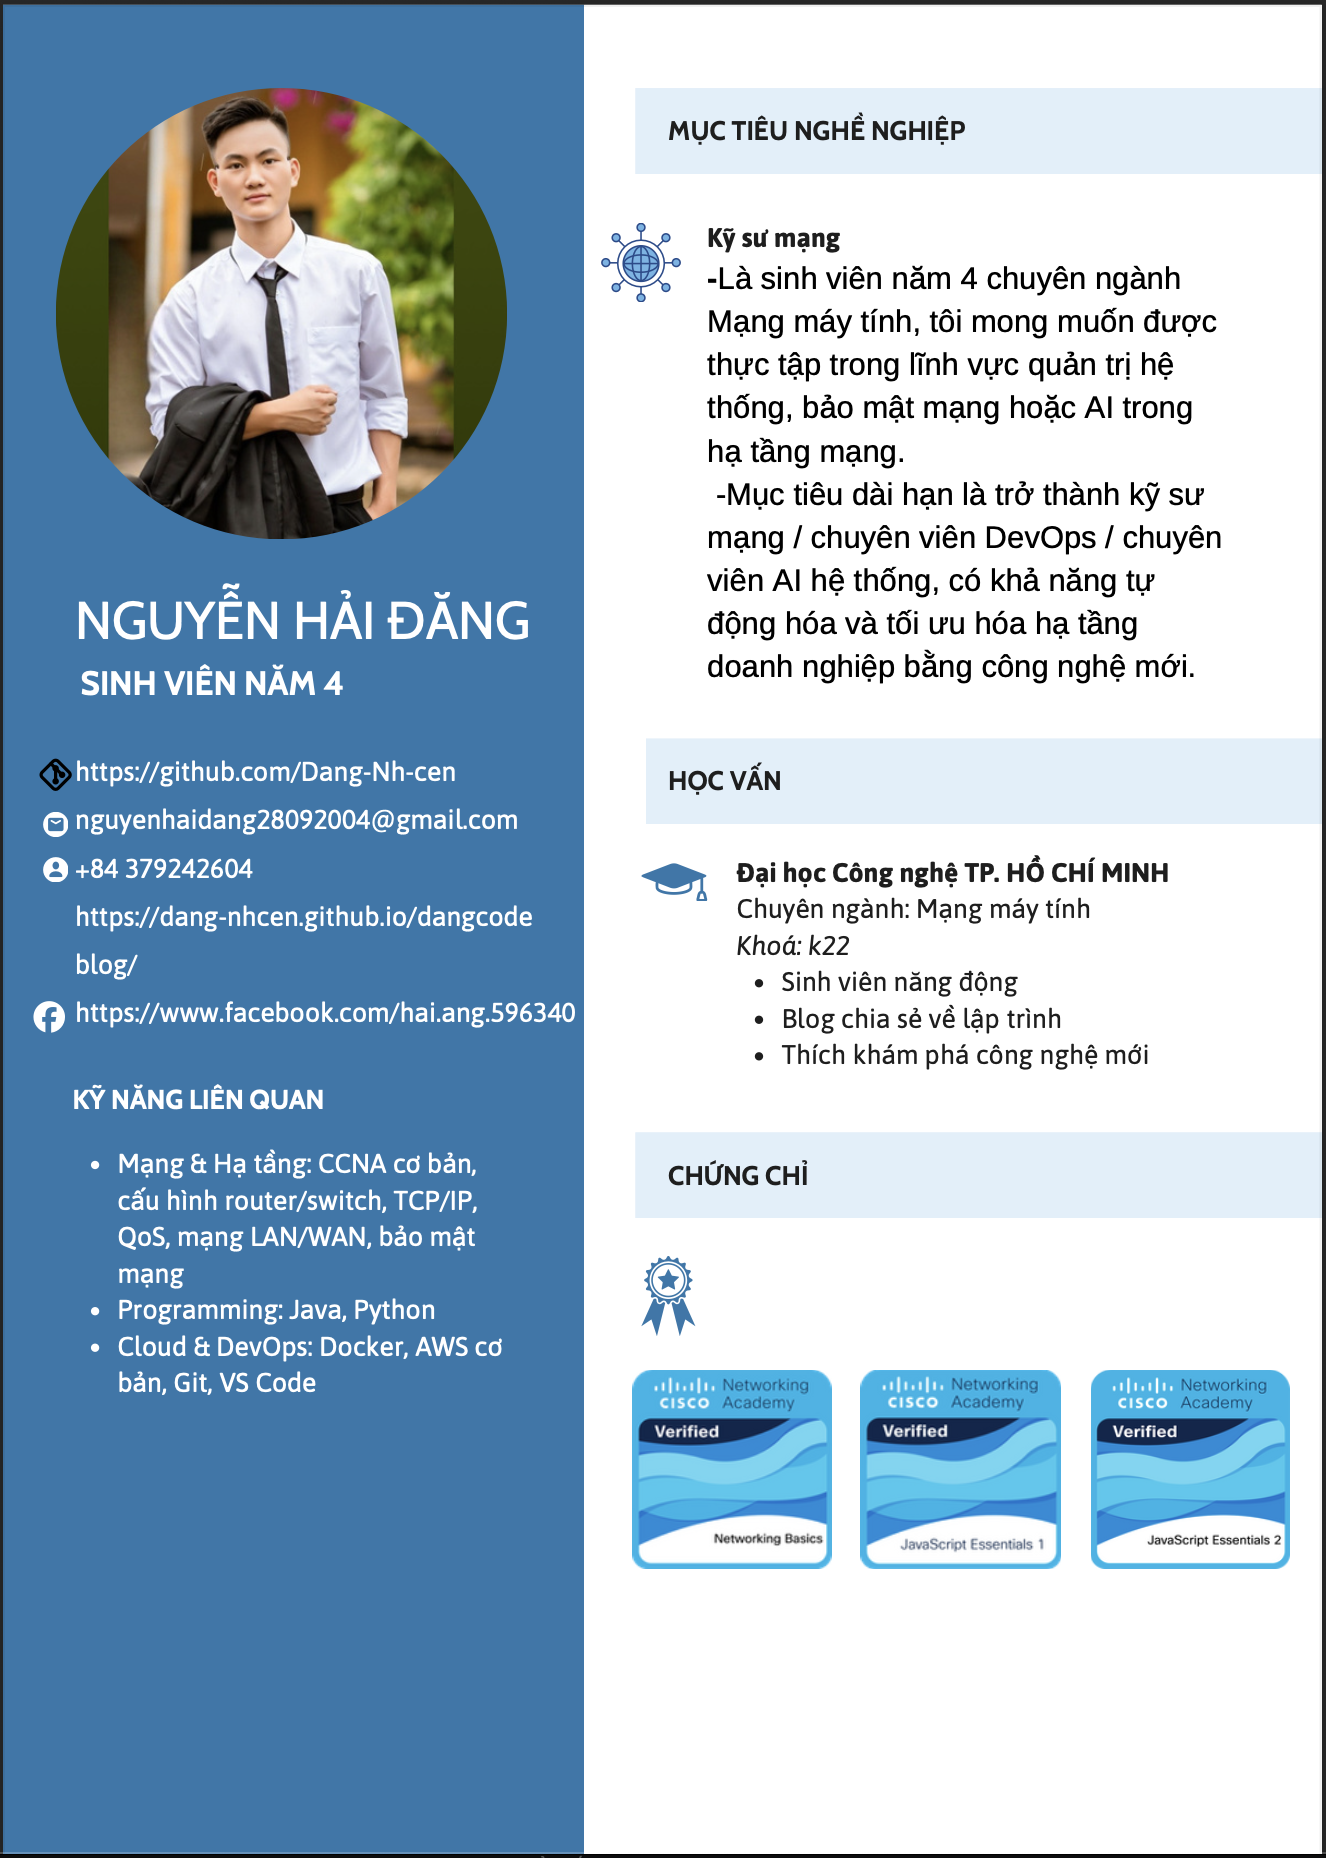 NGUYỄN HẢI ĐĂNG
SINH VIÊN NĂM 4
https://github.com/Dang-Nh-cen
nguyenhaidang28092004@gmail.com
+84 379242604
https://dang-nhcen.github.io/dangcode
blog/
https://www.facebook.com/hai.ang.596340
KỸ NĂNG LIÊN QUAN
• Mạng & Hạ tầng: CCNA cơ bản,
cấu hình router/switch, TCP/IP,
QoS, mạng LAN/WAN, bảo mật
mạng
• Programming: Java, Python
• Cloud & DevOps: Docker, AWS cơ
bản, Git, VS Code
MỤC TIÊU NGHỀ NGHIỆP
Kỹ sư mạng
-Là sinh viên năm 4 chuyên ngành
Mạng máy tính, tôi mong muốn được
thực tập trong lĩnh vực quản trị hệ
thống, bảo mật mạng hoặc AI trong
hạ tầng mạng.
-Mục tiêu dài hạn là trở thành kỹ sư
mạng / chuyên viên DevOps / chuyên
viên AI hệ thống, có khả năng tự
động hóa và tối ưu hóa hạ tầng
doanh nghiệp bằng công nghệ mới.
HỌC VẤN
Đại học Công nghệ TP. HỒ CHÍ MINH
Chuyên ngành: Mạng máy tính
Khoá: k22
• Sinh viên năng động
• Blog chia sẻ về lập trình
• Thích khám phá công nghệ mới
CHỨNG CHỈ
CISCO Networking Academy
Verified
Networking Basics
CISCO Networking Academy
Verified
JavaScript Essentials 1
CISCO Networking Academy
Verified
JavaScript Essentials 2